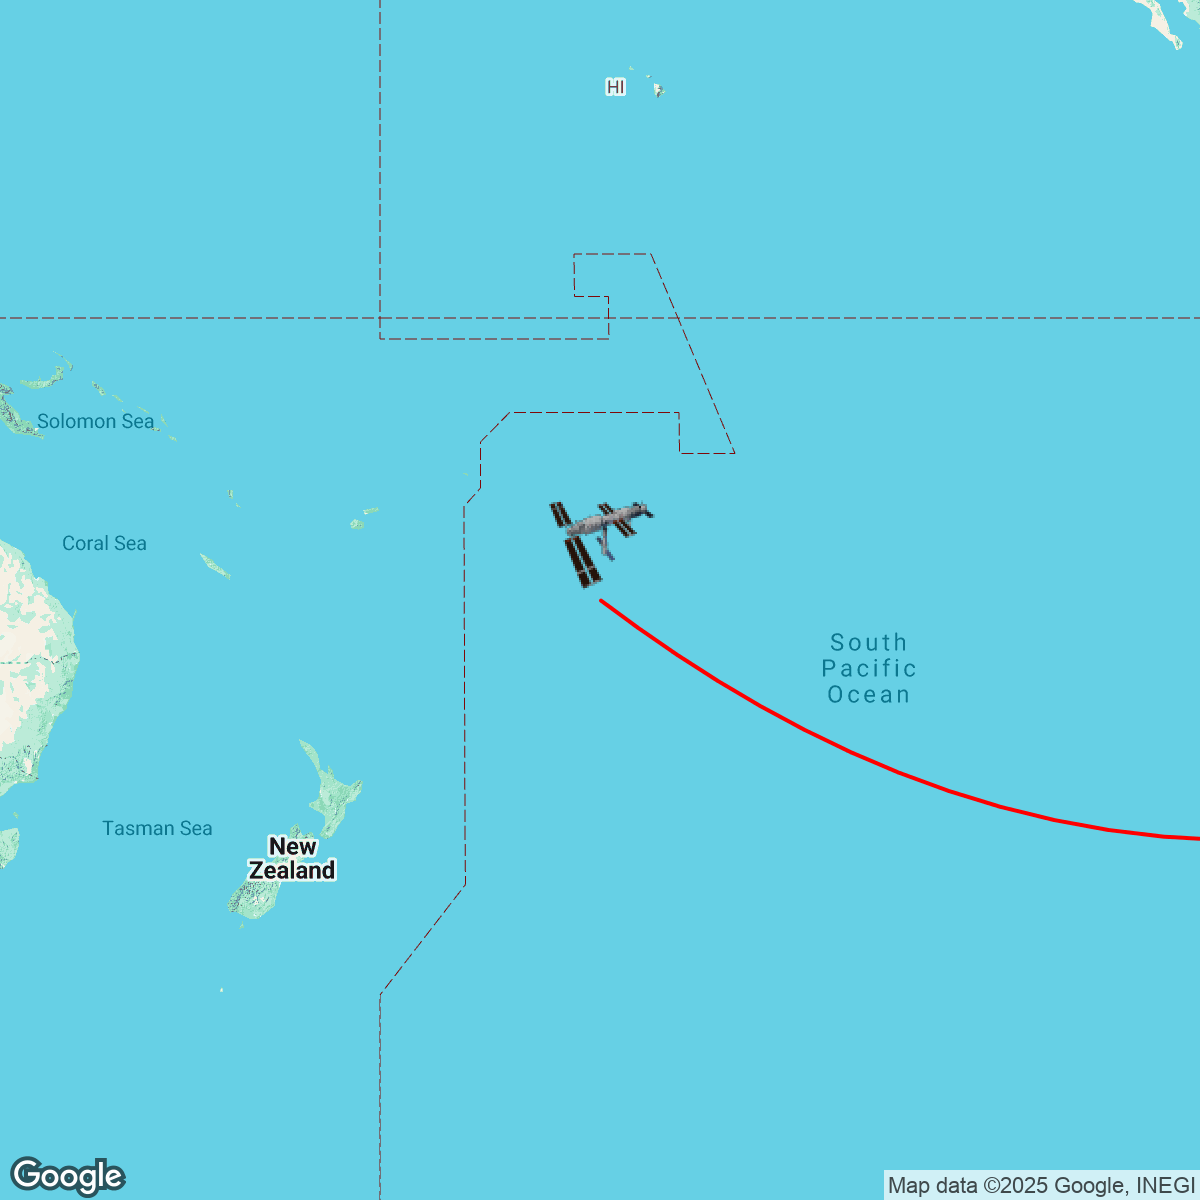 HI
Solomon Sea
Coral Sea
South
Pacific
Ocean
Tasman Sea
New
Zealand
Google
Map data ©2025 Google, INEGI